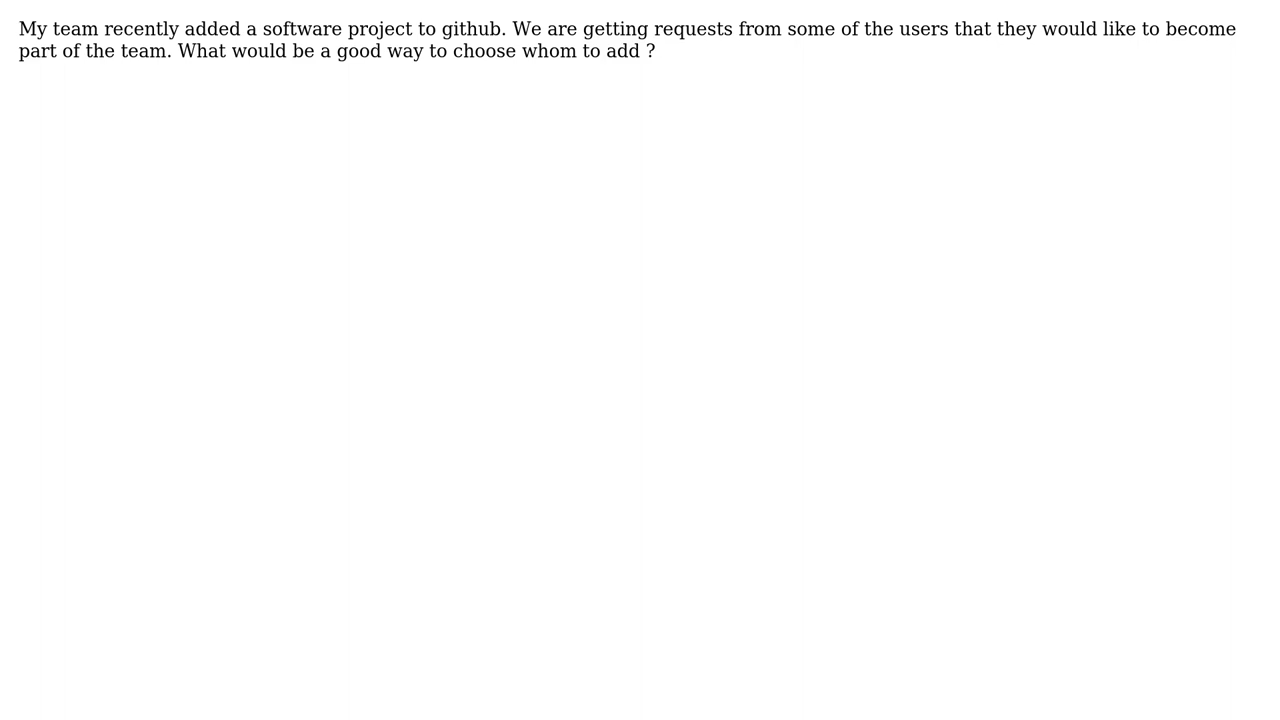 My team recently added a software project to github. We are getting requests from some of the users that they would like to become
part of the team. What would be a good way to choose whom to add ?